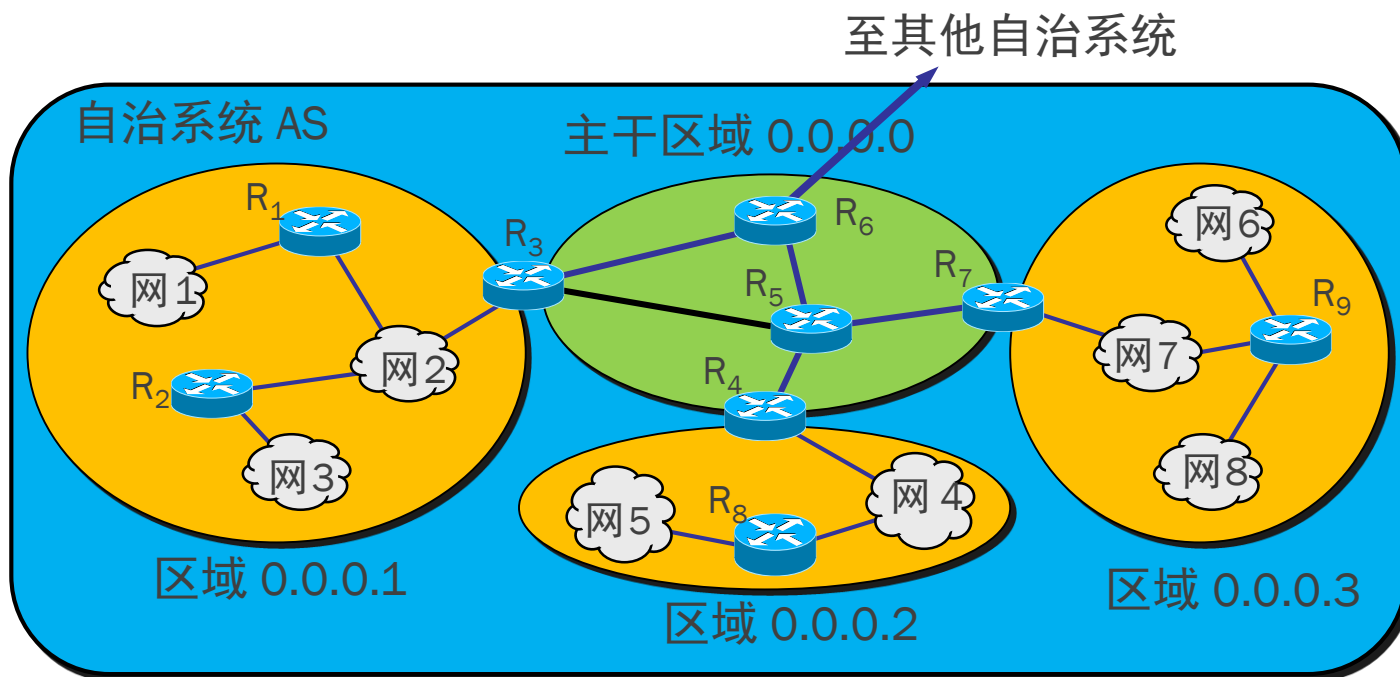 至其他自治系统
自治系统 AS
主干区域 0.0.0.0
R1
R6
网6
R3
R7
网1
R5
R9
网2
网7
R2
R4
网3
网8
网5
R8
网4
区域 0.0.0.1
区域 0.0.0.2
区域 0.0.0.3